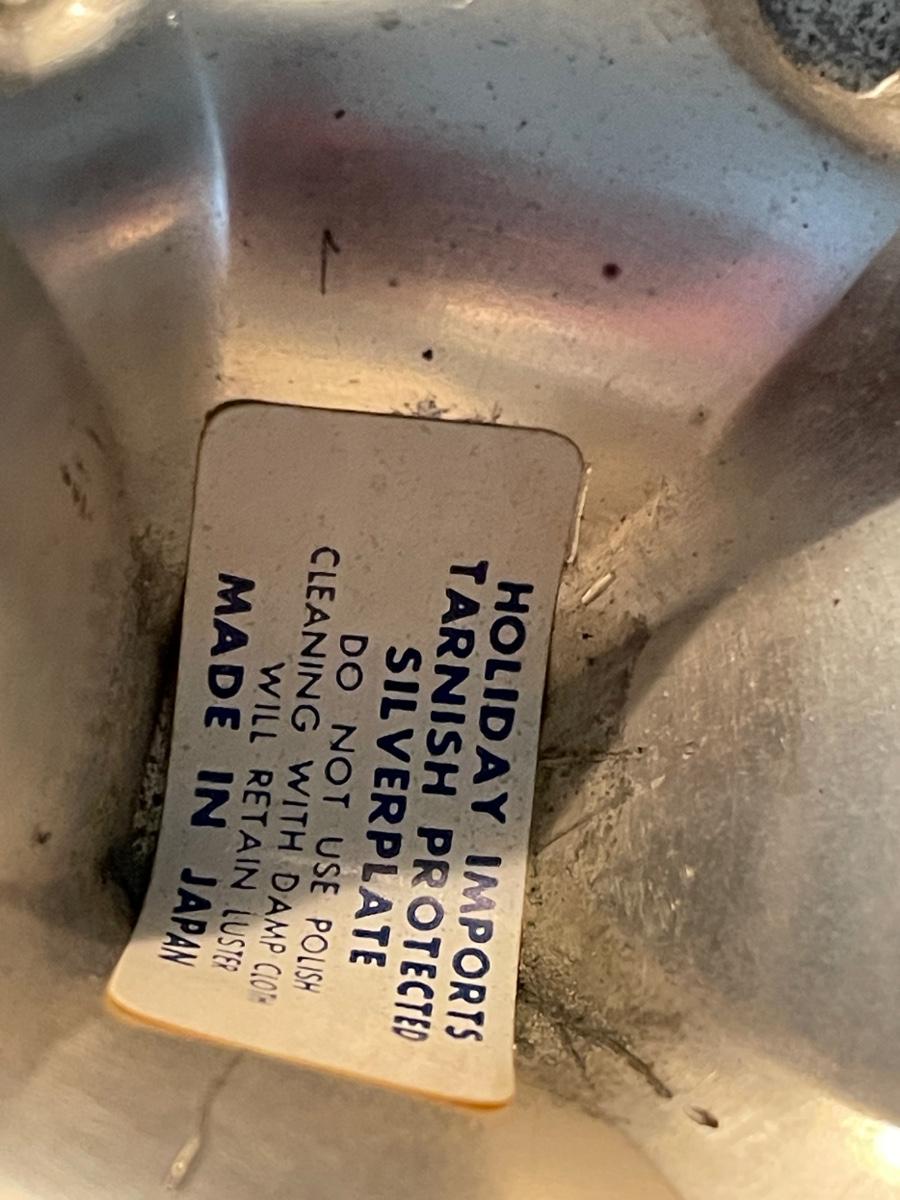 HOLIDAY IMPORTS
TARNISH PROTECTED
SILVERPLATE
DO NOT USE POLISH
CLEANING WITH DAMP CLOTH
WILL RETAIN LUSTER
MADE IN JAPAN